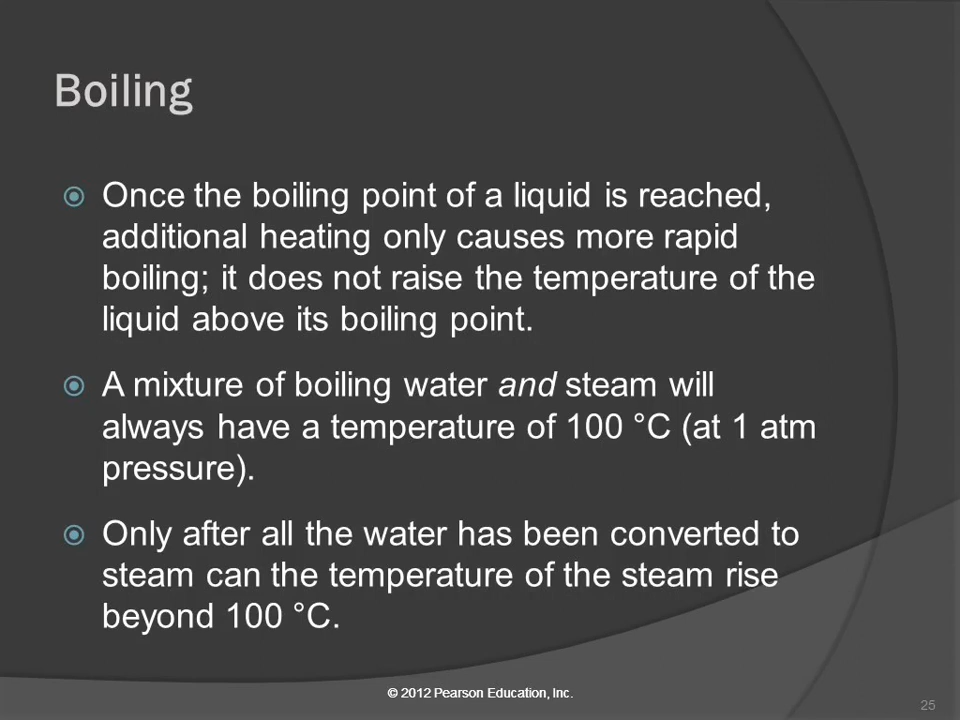 Boiling
Once the boiling point of a liquid is reached,
additional heating only causes more rapid
boiling; it does not raise the temperature of the
liquid above its boiling point.
A mixture of boiling water and steam will
always have a temperature of 100 °C (at 1 atm
pressure).
Only after all the water has been converted to
steam can the temperature of the steam rise
beyond 100 °C.
© 2012 Pearson Education, Inc.
25